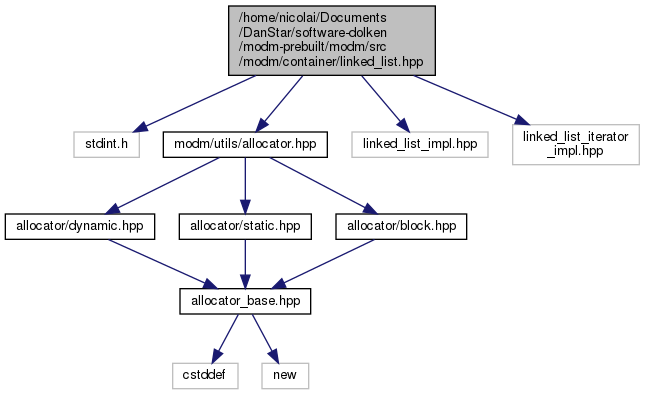 /home/nicolai/Documents
/DanStar/software-dolken
/modm-prebuilt/modm/src
/modm/container/linked_list.hpp
stdint.h
modm/utils/allocator.hpp
linked_list_impl.hpp
linked_list_iterator
_impl.hpp
allocator/dynamic.hpp
allocator/static.hpp
allocator/block.hpp
allocator_base.hpp
cstddef
new